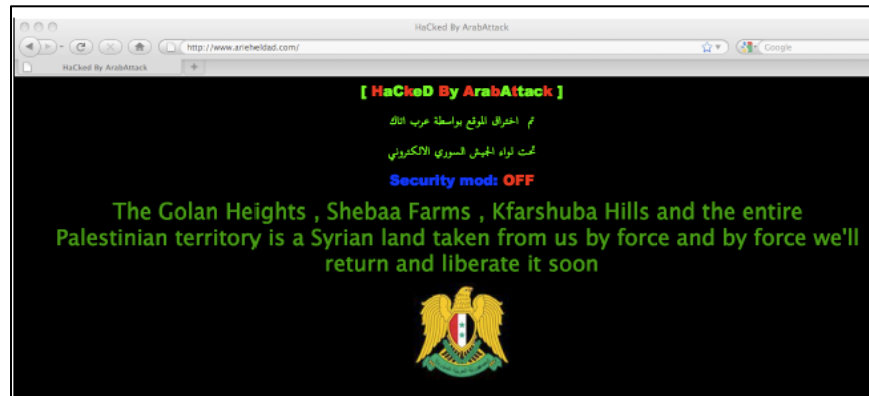 HaCked By ArabAttack
http://www.arieheldad.com/
Google
HaCked By ArabAttack
[ HaCkeD By ArabAttack ]
تم اختراق الموقع بواسطة عرب اتاك
تحت لواء الجيش السوري الالكتروني
Security mod: OFF
The Golan Heights , Shebaa Farms , Kfarshuba Hills and the entire
Palestinian territory is a Syrian land taken from us by force and by force we'll
return and liberate it soon